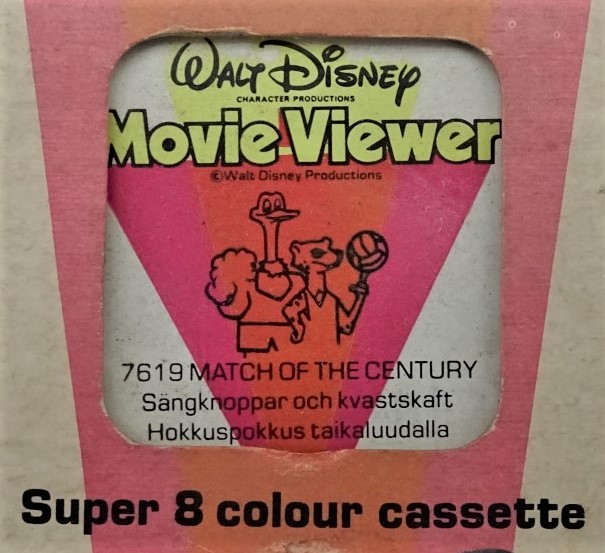 WALT DISNEY
CHARACTER PRODUCTIONS
Movie Viewer
©Walt Disney Productions
7619 MATCH OF THE CENTURY
Sängknoppar och kvastskaft
Hokkuspokkus taikaluudalla
Super 8 colour cassette